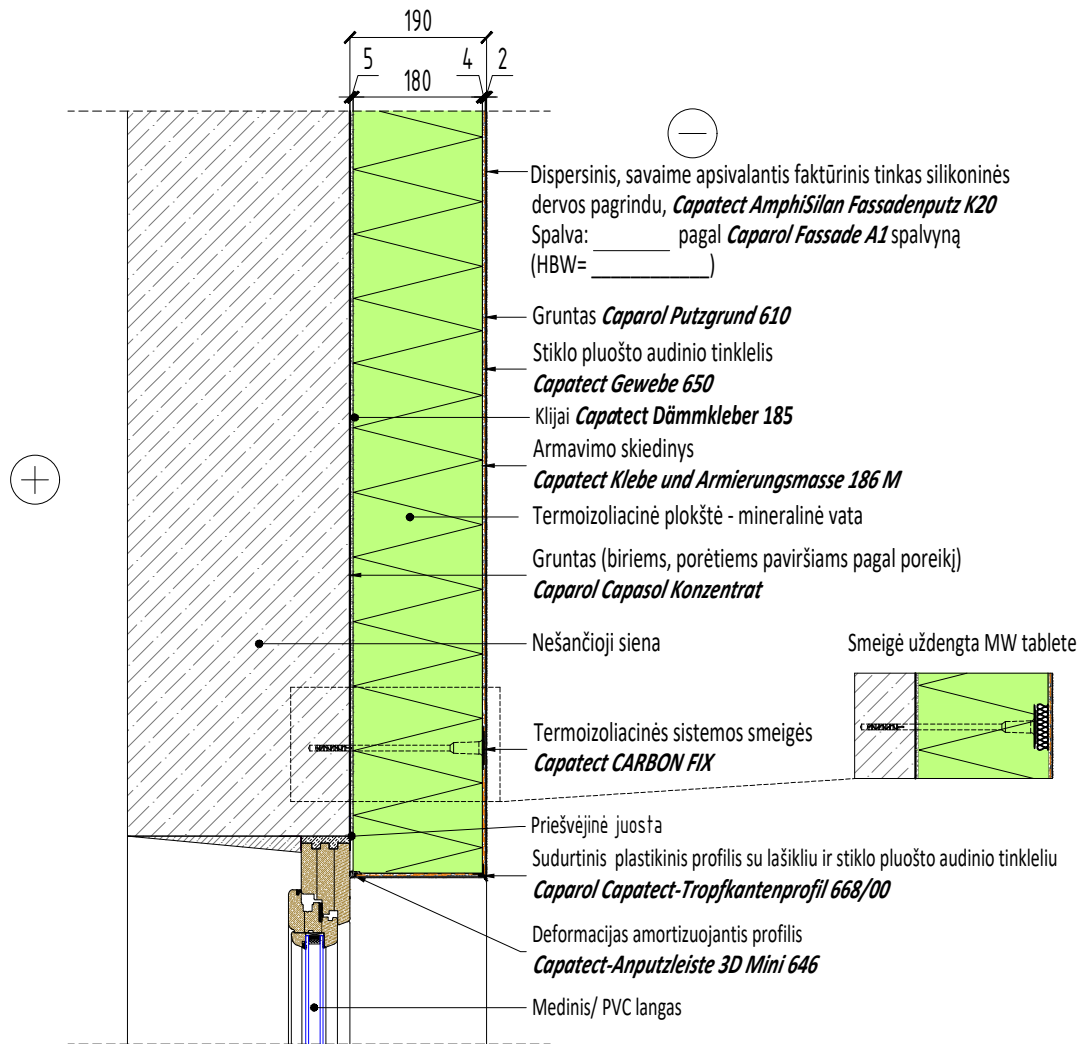 190
5
4
2
180
Dispersinis, savaime apsivalantis faktūrinis tinkas silikoninės
dervos pagrindu, Capatect AmphiSilan Fassadenputz K20
Spalva: ________ pagal Caparol Fassade A1 spalvyną
(HBW= ____________)
Gruntas Caparol Putzgrund 610
Stiklo pluošto audinio tinklelis
Capatect Gewebe 650
Klijai Capatect Dämmkleber 185
Armavimo skiedinys
Capatect Klebe und Armierungsmasse 186 M
Termoizoliacinė plokštė - mineralinė vata
Gruntas (biriems, porėtiems paviršiams pagal poreikį)
Caparol Capasol Konzentrat
Nešančioji siena
Smeigė uždengta MW tablete
Termoizoliacinės sistemos smeigės
Capatect CARBON FIX
Priešvėjinė juosta
Sudurtinis plastikinis profilis su lašikliu ir stiklo pluošto audinio tinkleliu
Caparol Capatect-Tropfkantenprofil 668/00
Deformacijas amortizuojantis profilis
Capatect-Anputzleiste 3D Mini 646
Medinis/ PVC langas